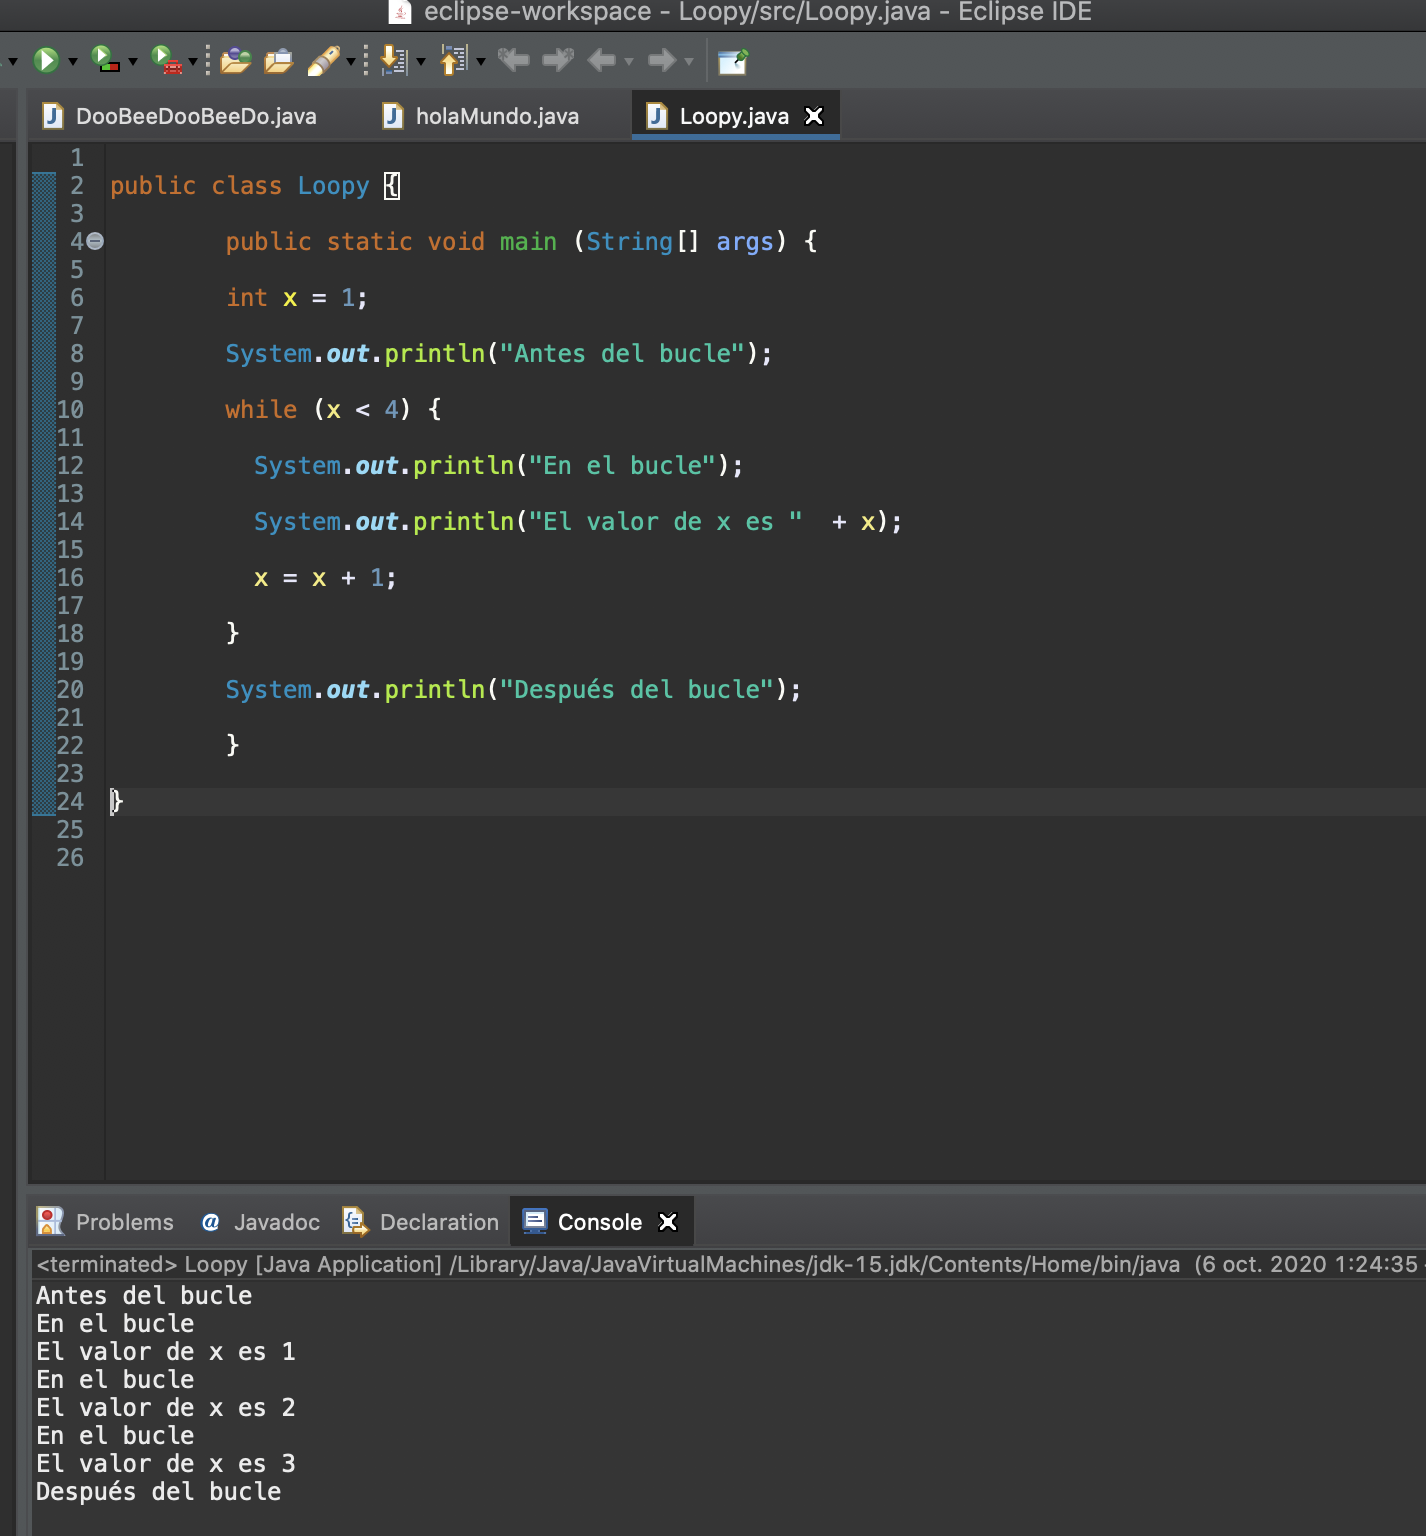 eclipse-workspace - Loopy/src/Loopy.java - Eclipse IDE
DooBeeDooBeeDo.java holaMundo.java Loopy.java
1
2 public class Loopy {
3
4 public static void main (String[] args) {
5
6 int x = 1;
7
8 System.out.println("Antes del bucle");
9
10 while (x < 4) {
11
12 System.out.println("En el bucle");
13
14 System.out.println("El valor de x es " + x);
15
16 x = x + 1;
17
18 }
19
20 System.out.println("Después del bucle");
21
22 }
23
24 }
25
26
Problems @ Javadoc Declaration Console
<terminated> Loopy [Java Application] /Library/Java/JavaVirtualMachines/jdk-15.jdk/Contents/Home/bin/java (6 oct. 2020 1:24:35
Antes del bucle
En el bucle
El valor de x es 1
En el bucle
El valor de x es 2
En el bucle
El valor de x es 3
Después del bucle